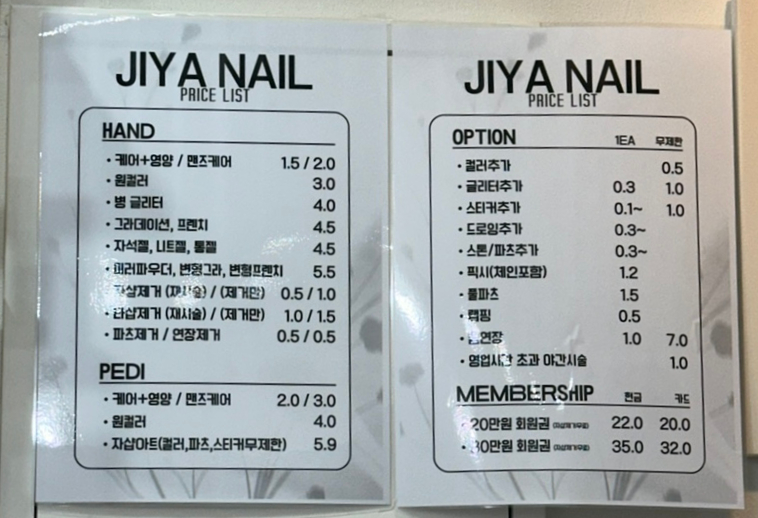 JIYA NAIL
PRICE LIST
HAND
· 케어+영양 / 맨즈케어 1.5 / 2.0
· 원컬러 3.0
· 병 글리터 4.0
· 그라데이션, 프렌치 4.5
· 자석젤, 니트젤, 통젤 4.5
· 미러파우더, 변형그라, 변형프렌치 5.5
· 자샵제거 (재시술) / (제거만) 0.5 / 1.0
· 타샵제거 (재시술) / (제거만) 1.0 / 1.5
· 파츠제거 / 연장제거 0.5 / 0.5
PEDI
· 케어+영양 / 맨즈케어 2.0 / 3.0
· 원컬러 4.0
· 자샵아트(컬러,파츠,스티커무제한) 5.9
JIYA NAIL
PRICE LIST
OPTION 1EA 무제한
· 컬러추가 0.5
· 글리터추가 0.3 1.0
· 스티커추가 0.1~ 1.0
· 드로잉추가 0.3~
· 스톤/파츠추가 0.3~
· 픽시(체인포함) 1.2
· 풀파츠 1.5
· 랩핑 0.5
· 연장 1.0 7.0
· 영업시간 초과 야간시술 1.0
MEMBERSHIP 현금 카드
· 20만원 회원권 22.0 20.0
· 30만원 회원권 35.0 32.0